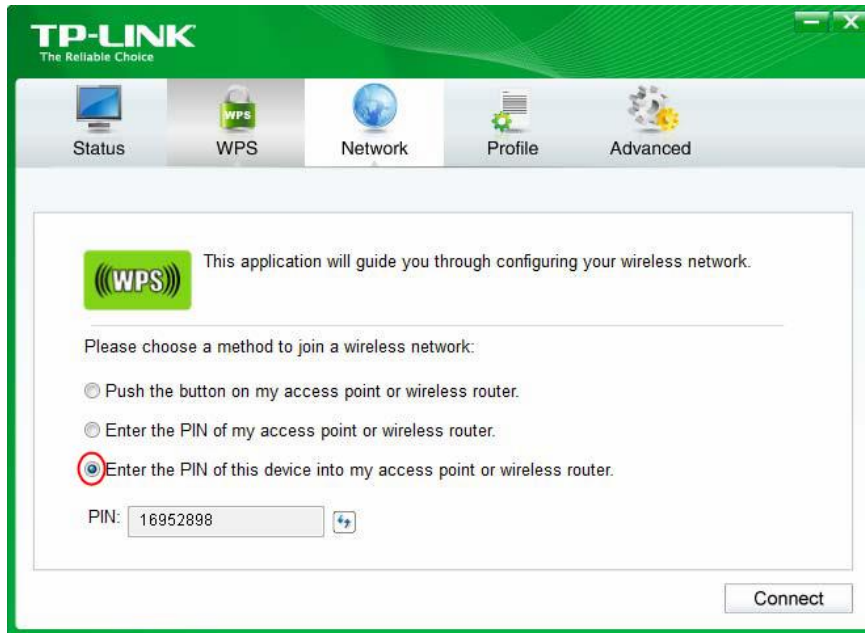 TP-LINK
The Reliable Choice
Status WPS Network Profile Advanced
WPS
(((WPS)))
This application will guide you through configuring your wireless network.
Please choose a method to join a wireless network:
Push the button on my access point or wireless router.
Enter the PIN of my access point or wireless router.
Enter the PIN of this device into my access point or wireless router.
PIN: 16952898
Connect